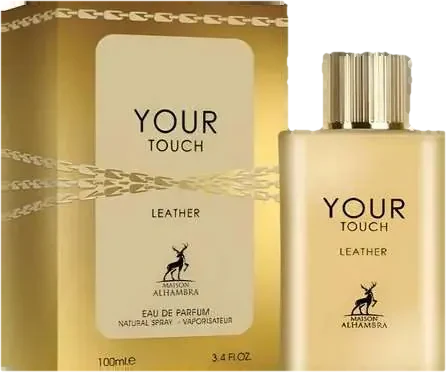 YOUR
TOUCH
LEATHER
MAISON
ALHAMBRA
EAU DE PARFUM
NATURAL SPRAY - VAPORISATEUR
100ml.e 3.4 FL.OZ.
YOUR
TOUCH
LEATHER
MAISON
ALHAMBRA